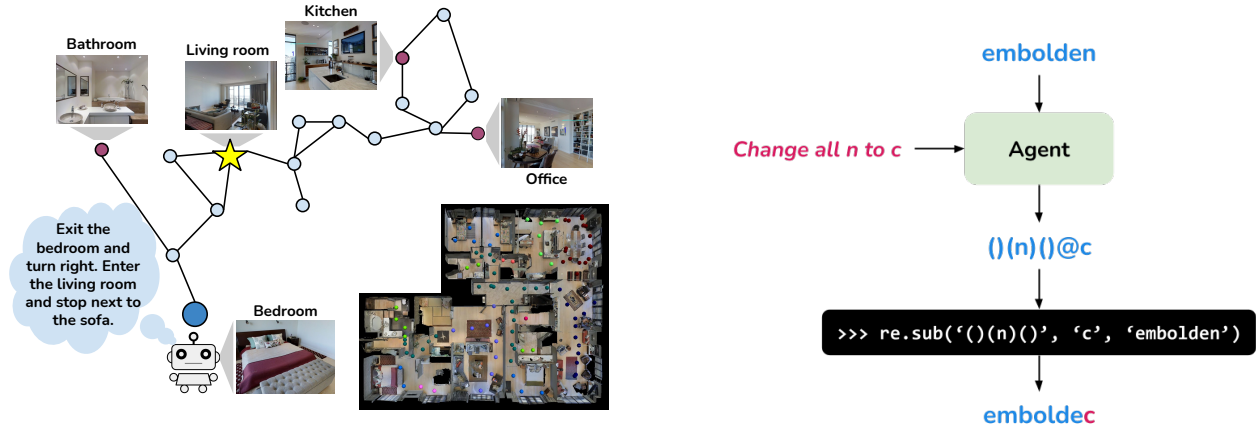 Kitchen
Bathroom
Living room
Office
Exit the
bedroom and
turn right. Enter
the living room
and stop next to
the sofa.
Bedroom
embolden
Change all n to c
Agent
()(n)()@c
>>> re.sub(‘()(n)()’, ‘c’, ‘embolden’)
emboldec